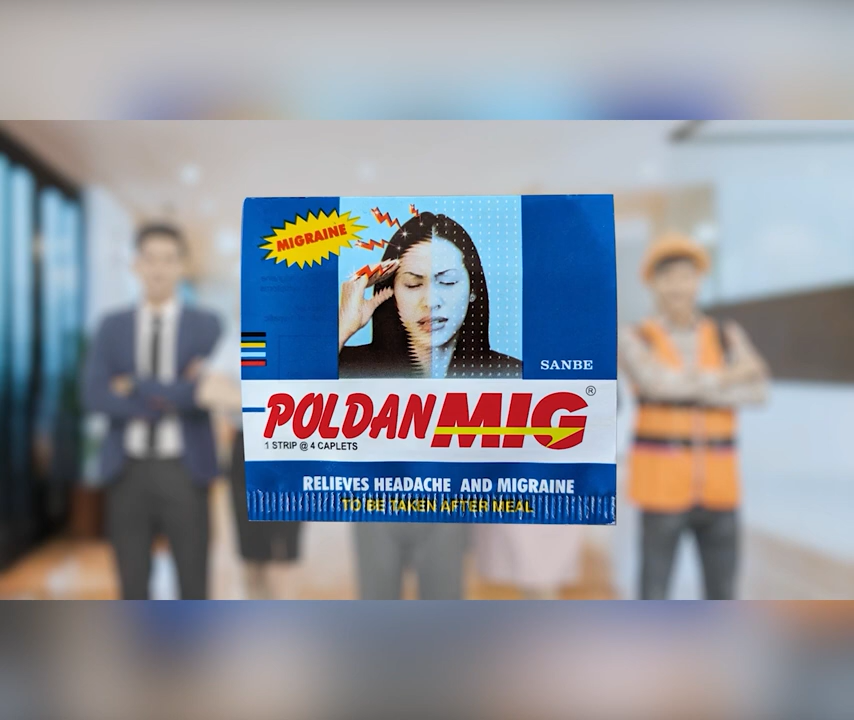 MIGRAINE
SANBE
POLDANMIG®
1 STRIP @ 4 CAPLETS
RELIEVES HEADACHE AND MIGRAINE
TO BE TAKEN AFTER MEAL